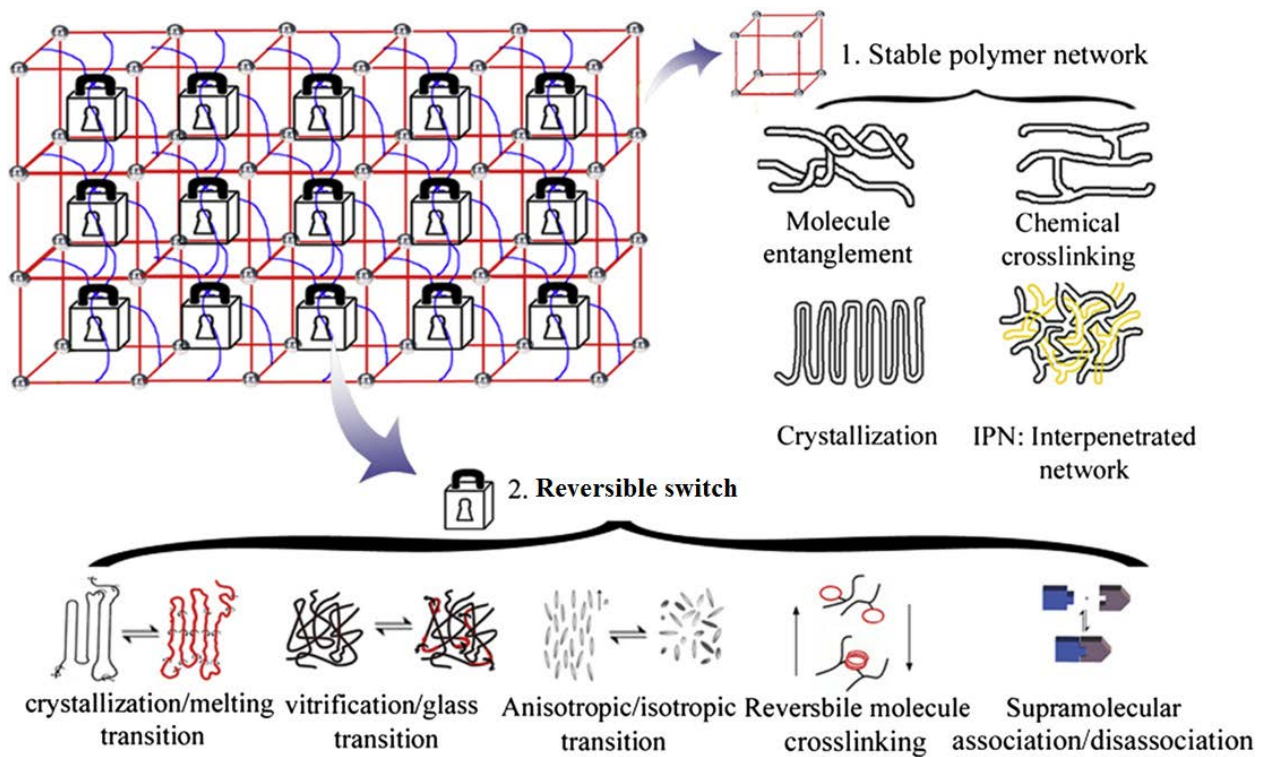 1. Stable polymer network
Molecule
entanglement
Chemical
crosslinking
Crystallization
IPN: Interpenetrated
network
2. Reversible switch
crystallization/melting
transition
vitrification/glass
transition
Anisotropic/isotropic
transition
Reversbile molecule
crosslinking
Supramolecular
association/disassociation